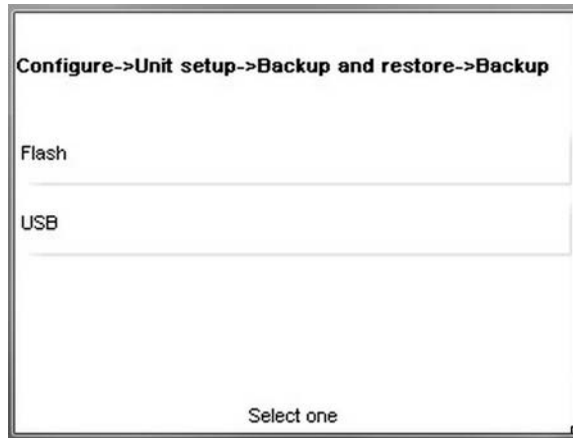 Configure->Unit setup->Backup and restore->Backup
Flash
USB
Select one